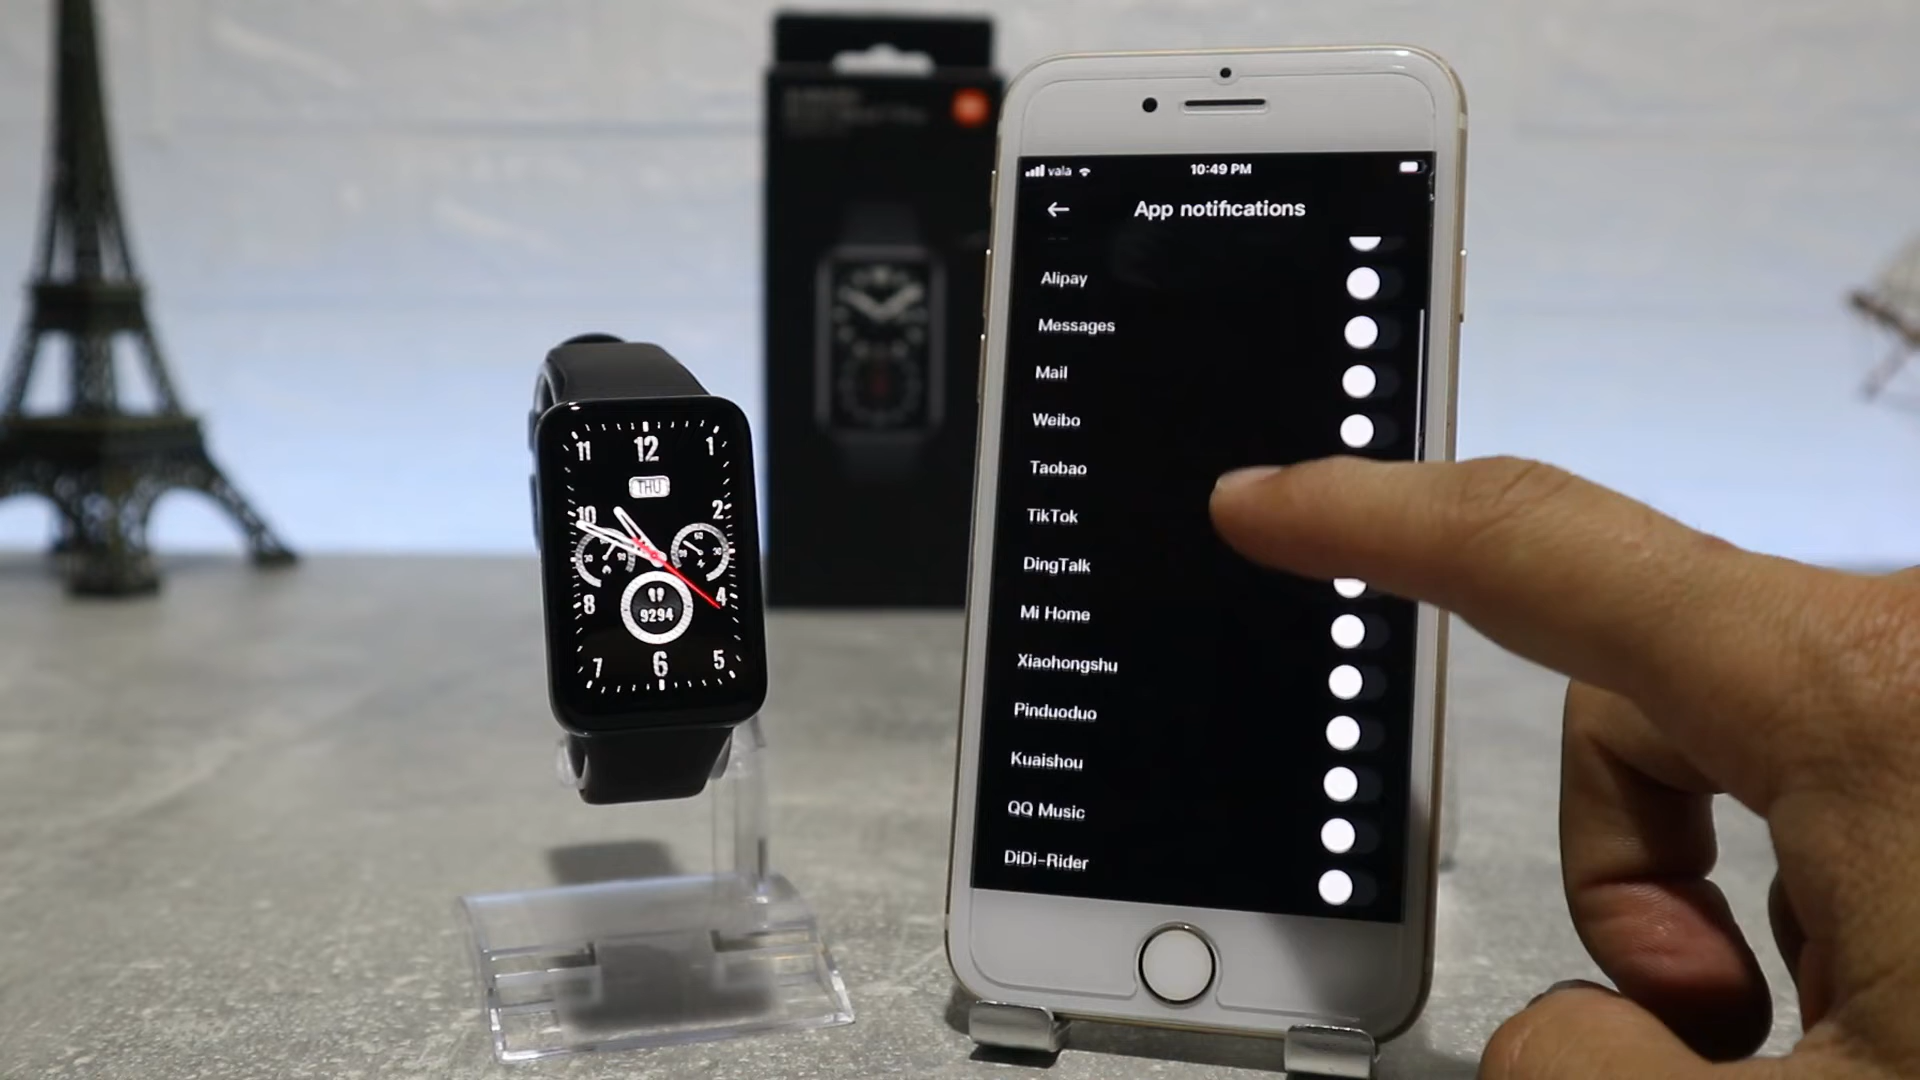 vala
10:49 PM
App notifications
Alipay
Messages
Mail
Weibo
Taobao
TikTok
DingTalk
Mi Home
Xiaohongshu
Pinduoduo
Kuaishou
QQ Music
DiDi-Rider
11
12
1
THU
10
2
8
9294
4
7
6
5